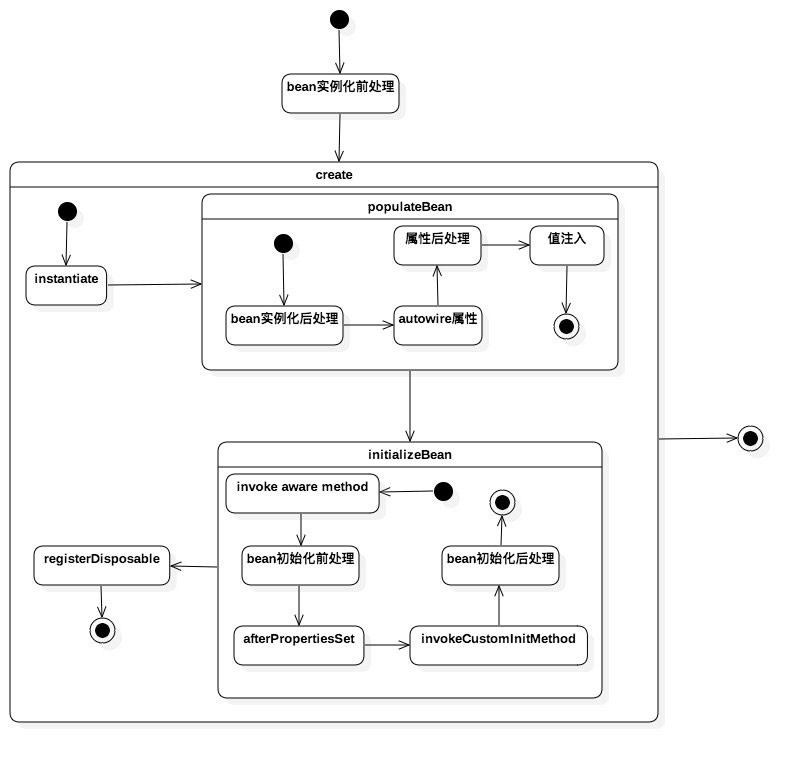 bean实例化前处理
create
populateBean
属性后处理
值注入
instantiate
bean实例化后处理
autowire属性
initializeBean
invoke aware method
registerDisposable
bean初始化前处理
bean初始化后处理
afterPropertiesSet
invokeCustomInitMethod